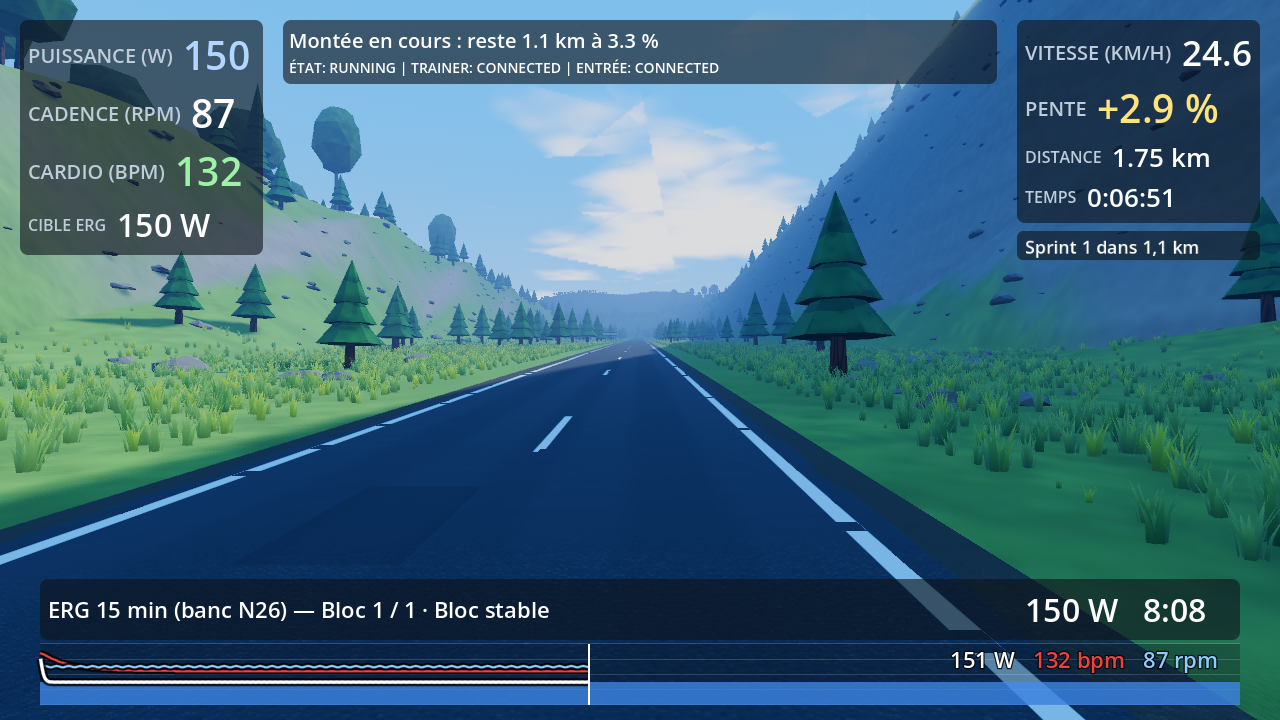 PUISSANCE (W) 150
CADENCE (RPM) 87
CARDIO (BPM) 132
CIBLE ERG 150 W
Montée en cours : reste 1.1 km à 3.3 %
ÉTAT: RUNNING | TRAINER: CONNECTED | ENTRÉE: CONNECTED
VITESSE (KM/H) 24.6
PENTE +2.9 %
DISTANCE 1.75 km
TEMPS 0:06:51
Sprint 1 dans 1,1 km
ERG 15 min (banc N26) — Bloc 1 / 1 · Bloc stable 150 W 8:08
151 W 132 bpm 87 rpm